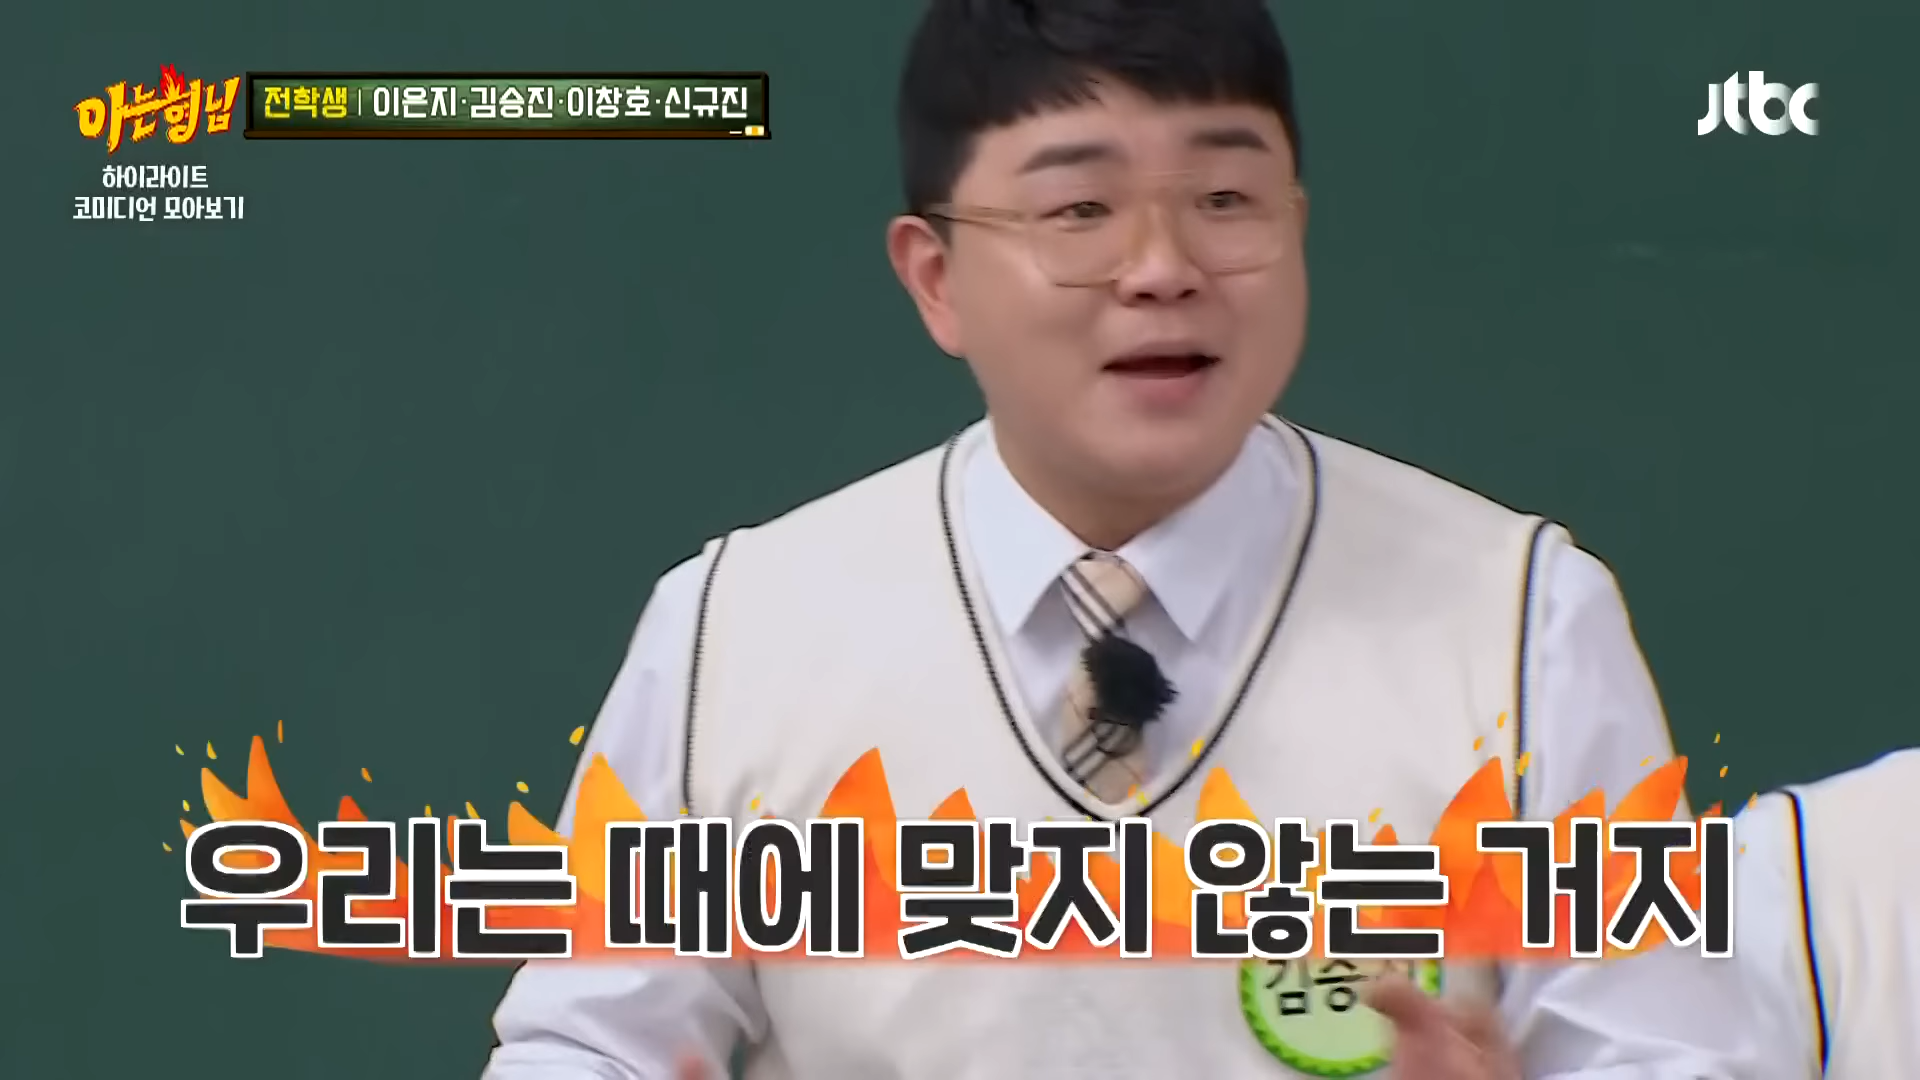 아는형님
전학생 | 이은지·김승진·이창호·신규진
jtbc
하이라이트
코미디언 모아보기
우리는 때에 맞지 않는 거지
김승